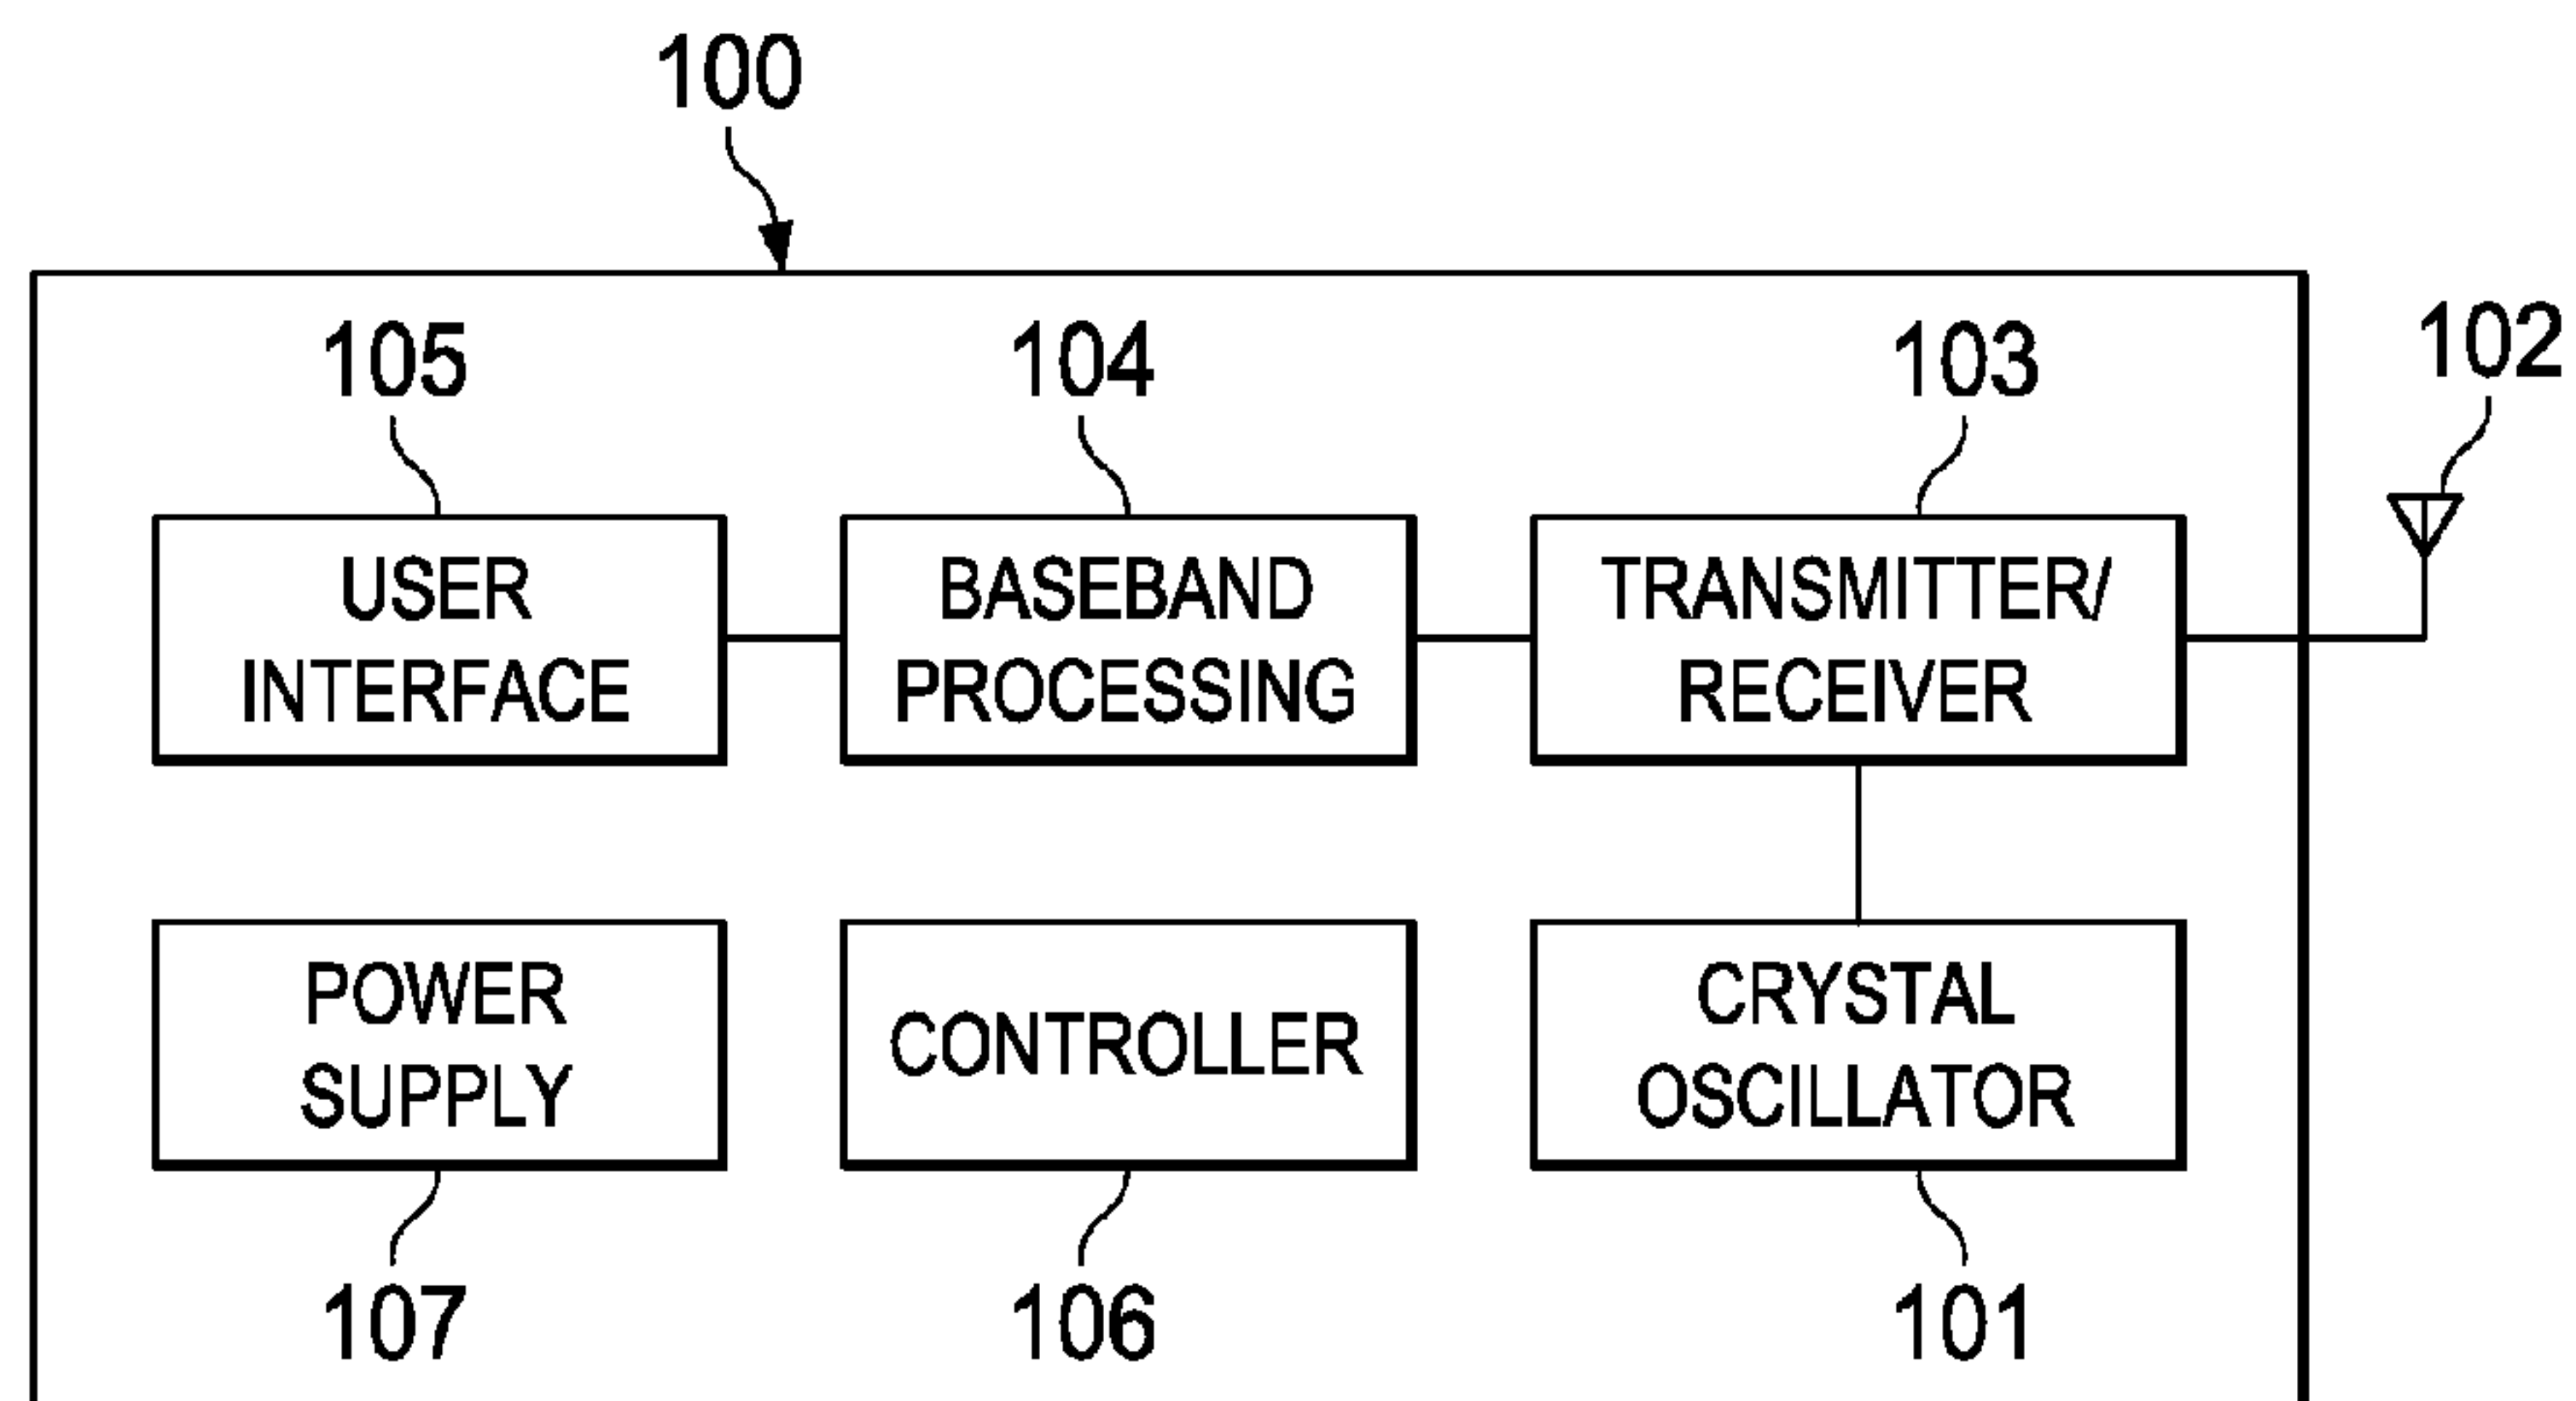 100
105
104
103
102
USER
INTERFACE
BASEBAND
PROCESSING
TRANSMITTER/
RECEIVER
POWER
SUPPLY
CONTROLLER
CRYSTAL
OSCILLATOR
107
106
101